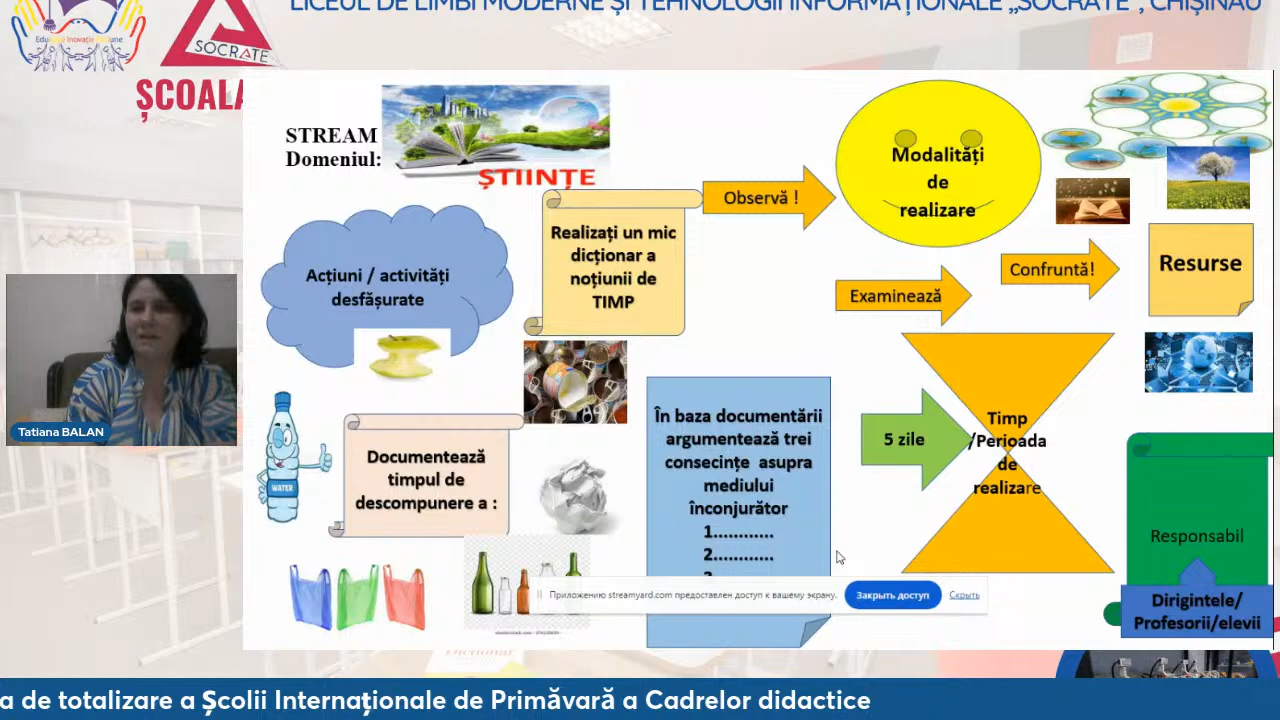 LICEUL DE LIMBI MODERNE ȘI TEHNOLOGII INFORMAȚIONALE „SOCRATE”, CHIȘINĂU
SOCRATE
ȘCOALA
STREAM
Domeniul:
ȘTIINȚE
Acțiuni / activități
desfășurate
Realizați un mic
dicționar a
noțiunii de
TIMP
Observă !
Modalități
de
realizare
Examinează
Confruntă!
Resurse
Tatiana BALAN
WATER
Documentează
timpul de
descompunere a :
În baza documentării
argumentează trei
consecințe asupra
mediului
înconjurător
1............
2............
5 zile
Timp
/Perioada
de
realizare
Responsabil
Dirigintele/
Profesorii/elevii
Приложению streamyard.com предоставлен доступ к вашему экрану.
Закрыть доступ
Скрыть
a de totalizare a Școlii Internaționale de Primăvară a Cadrelor didactice